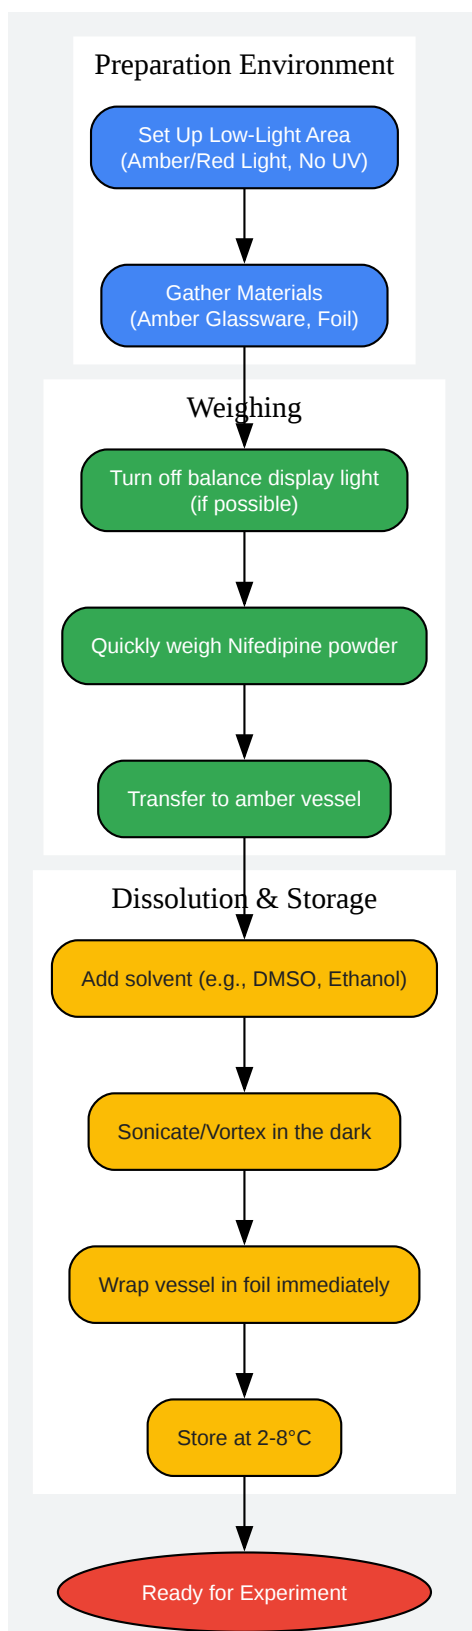 Preparation Environment
Set Up Low-Light Area
(Amber/Red Light, No UV)
Gather Materials
(Amber Glassware, Foil)
Weighing
Turn off balance display light
(if possible)
Quickly weigh Nifedipine powder
Transfer to amber vessel
Dissolution & Storage
Add solvent (e.g., DMSO, Ethanol)
Sonicate/Vortex in the dark
Wrap vessel in foil immediately
Store at 2-8°C
Ready for Experiment